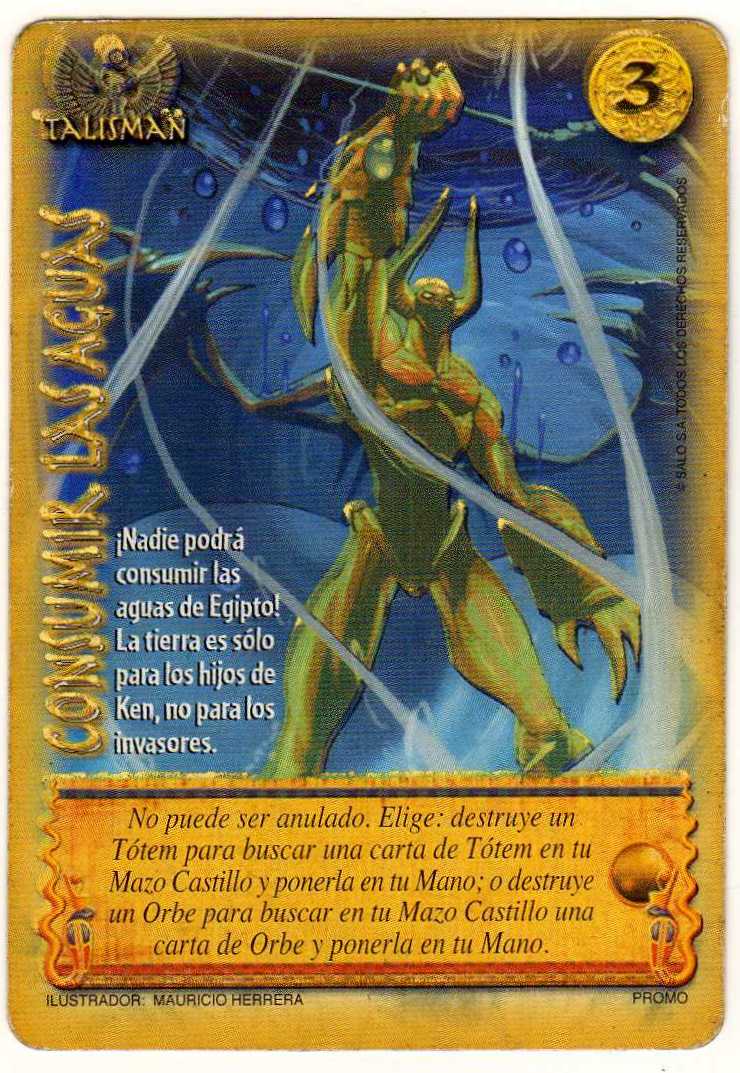 TALISMAN
3
CONSUMIR LAS AGUAS
© SALO S.A. TODOS LOS DERECHOS RESERVADOS
¡Nadie podrá
consumir las
aguas de Egipto!
La tierra es sólo
para los hijos de
Ken, no para los
invasores.
No puede ser anulado. Elige: destruye un
Tótem para buscar una carta de Tótem en tu
Mazo Castillo y ponerla en tu Mano; o destruye
un Orbe para buscar en tu Mazo Castillo una
carta de Orbe y ponerla en tu Mano.
ILUSTRADOR: MAURICIO HERRERA
PROMO